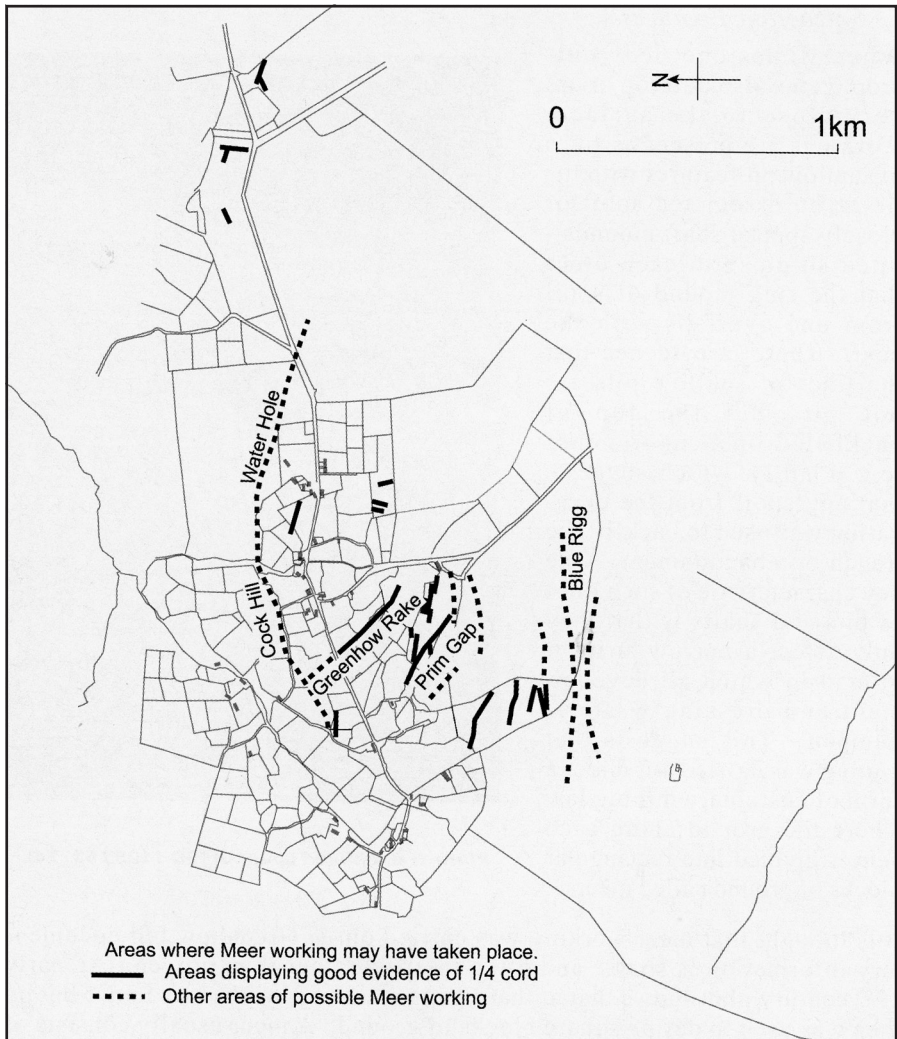 N
0 1km
Water Hole
Cock Hill
Greenhow Rake
Prim Gap
Blue Rigg
Areas where Meer working may have taken place.
Areas displaying good evidence of 1/4 cord
Other areas of possible Meer working